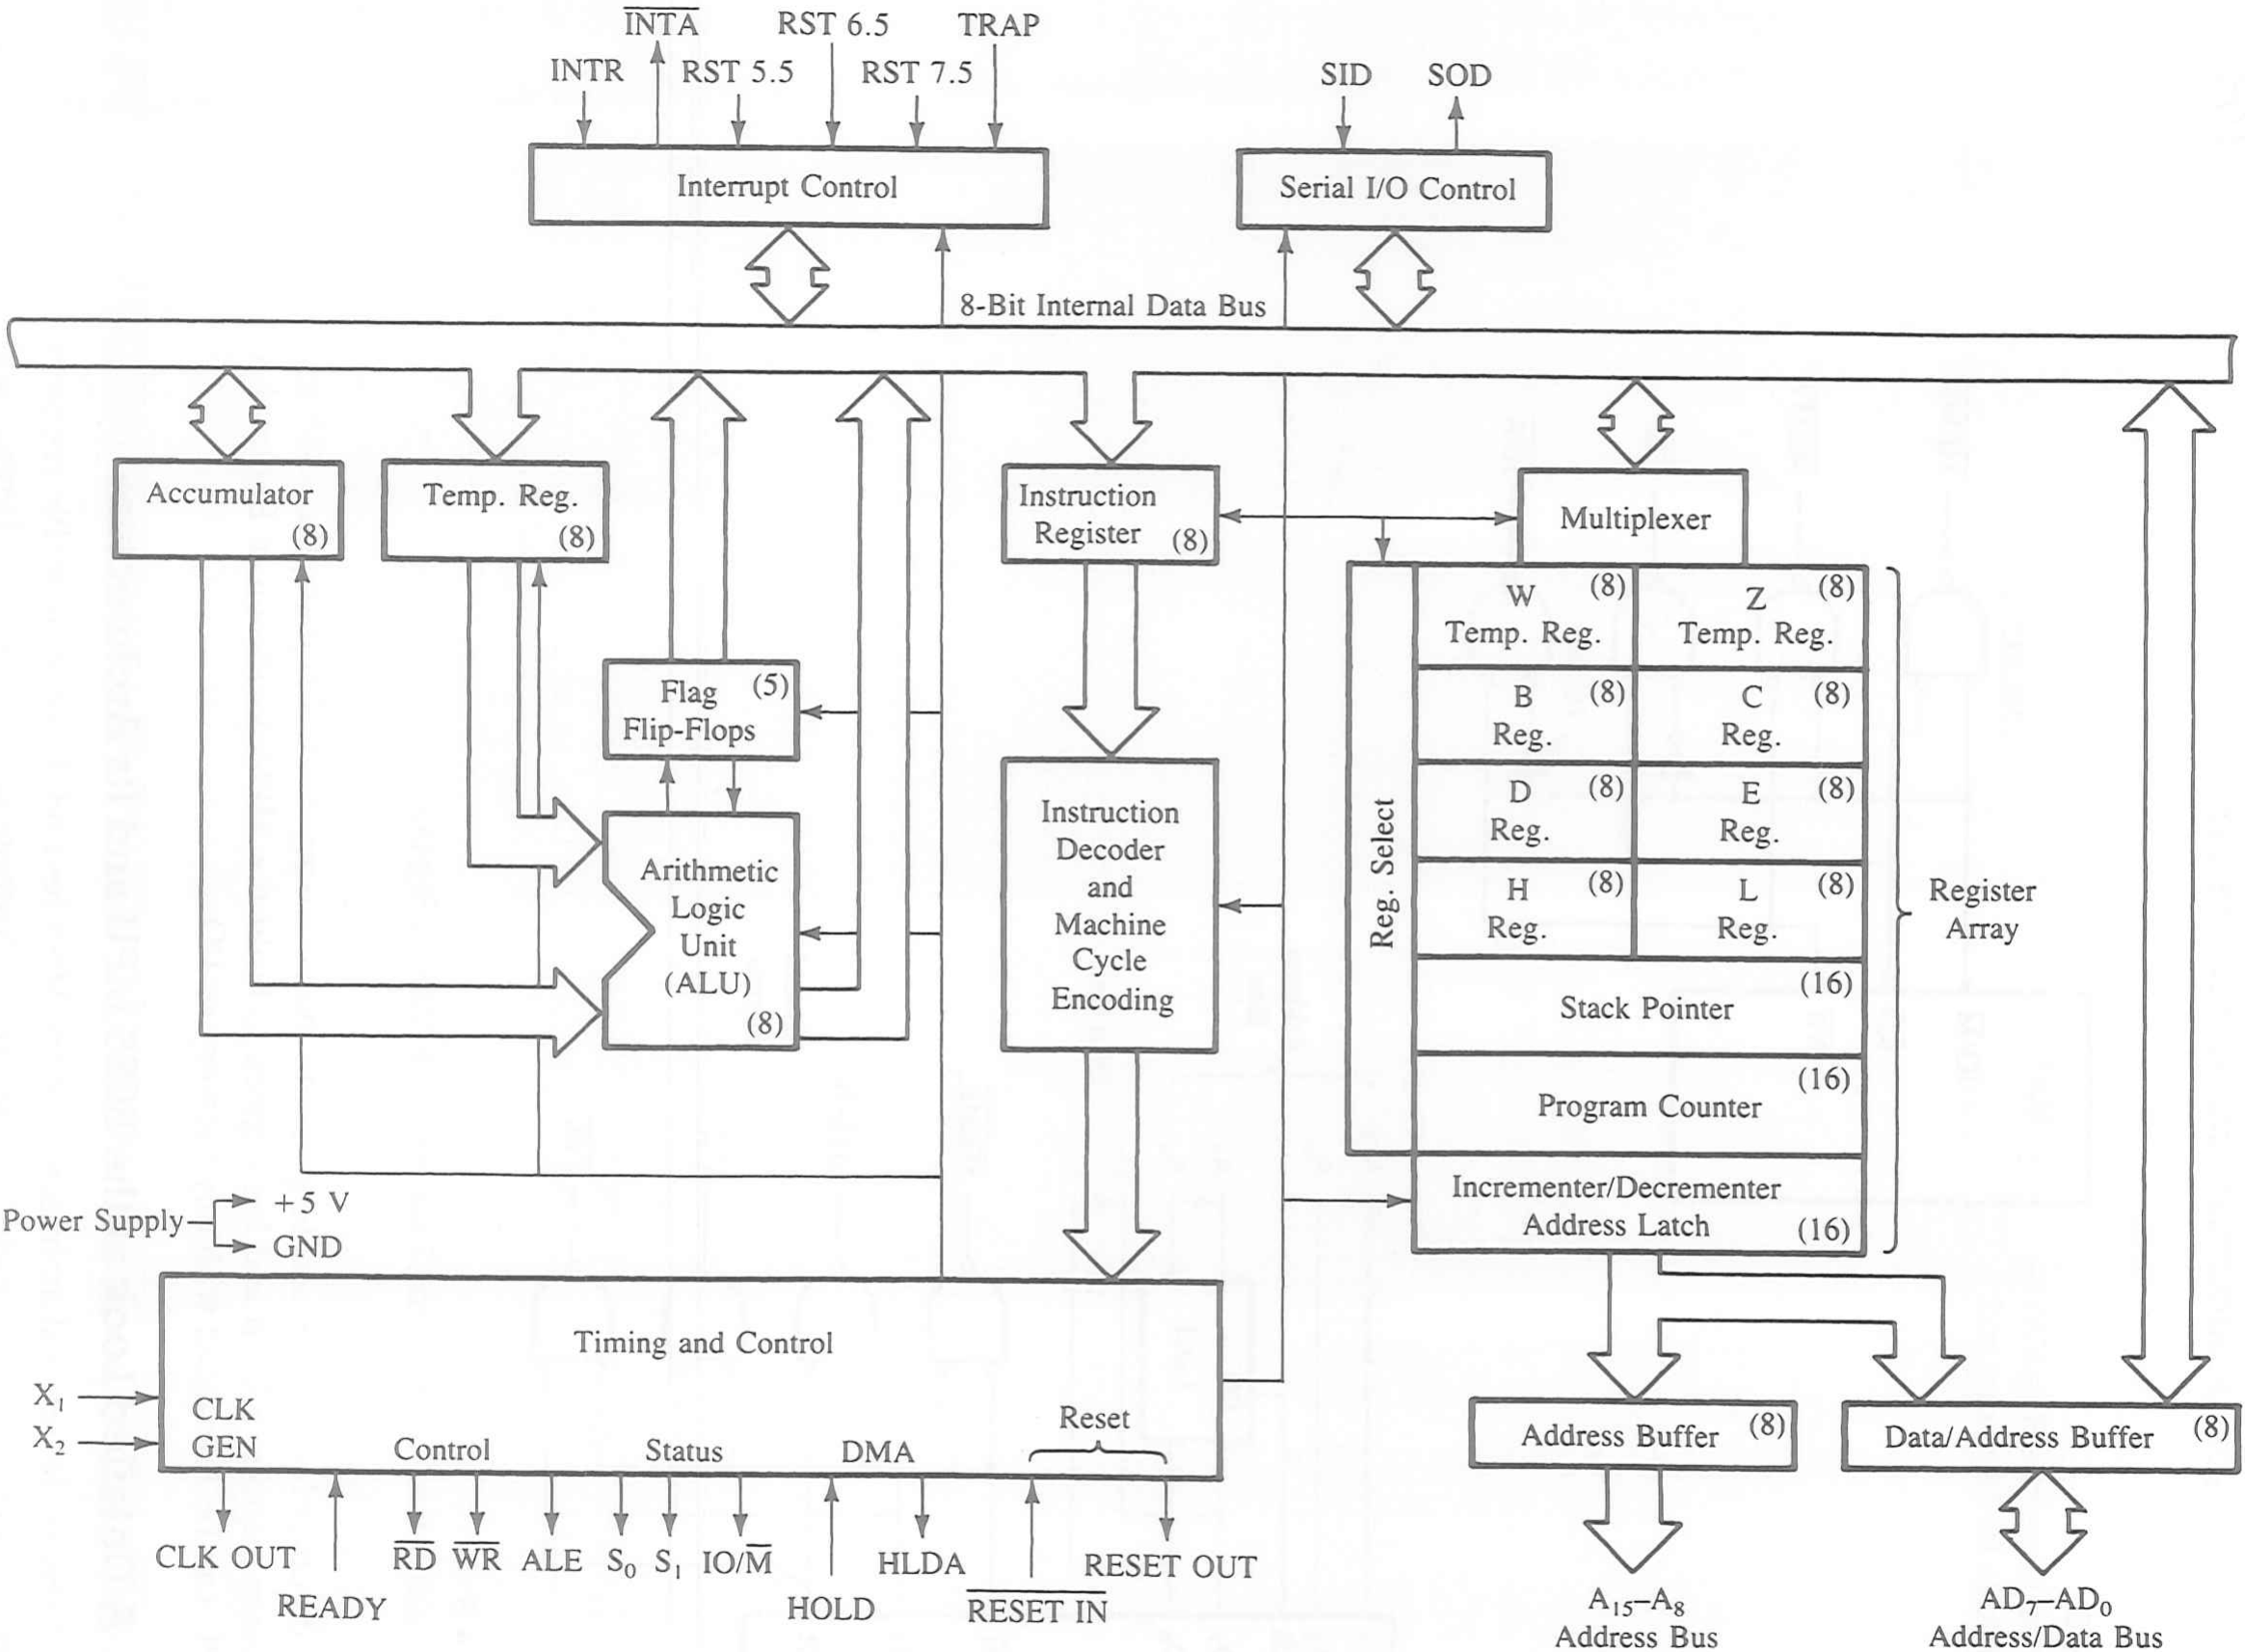 INTA
RST 6.5
TRAP
INTR
RST 5.5
RST 7.5
SID
SOD
Interrupt Control
Serial I/O Control
8-Bit Internal Data Bus
Accumulator
(8)
Temp. Reg.
(8)
Instruction
Register
(8)
Multiplexer
Flag
(5)
Flip-Flops
Arithmetic
Logic
Unit
(ALU)
(8)
Instruction
Decoder
and
Machine
Cycle
Encoding
Reg. Select
W
(8)
Temp. Reg.
Z
(8)
Temp. Reg.
B
(8)
Reg.
C
(8)
Reg.
D
(8)
Reg.
E
(8)
Reg.
H
(8)
Reg.
L
(8)
Reg.
(16)
Stack Pointer
(16)
Program Counter
Incrementer/Decrementer
Address Latch
(16)
Register
Array
Power Supply
+5 V
GND
Timing and Control
X₁
X₂
CLK
GEN
Control
Status
DMA
Reset
CLK OUT
READY
RD
WR
ALE
S₀
S₁
IO/M
HOLD
HLDA
RESET IN
RESET OUT
Address Buffer
(8)
Data/Address Buffer
(8)
A₁₅–A₈
Address Bus
AD₇–AD₀
Address/Data Bus